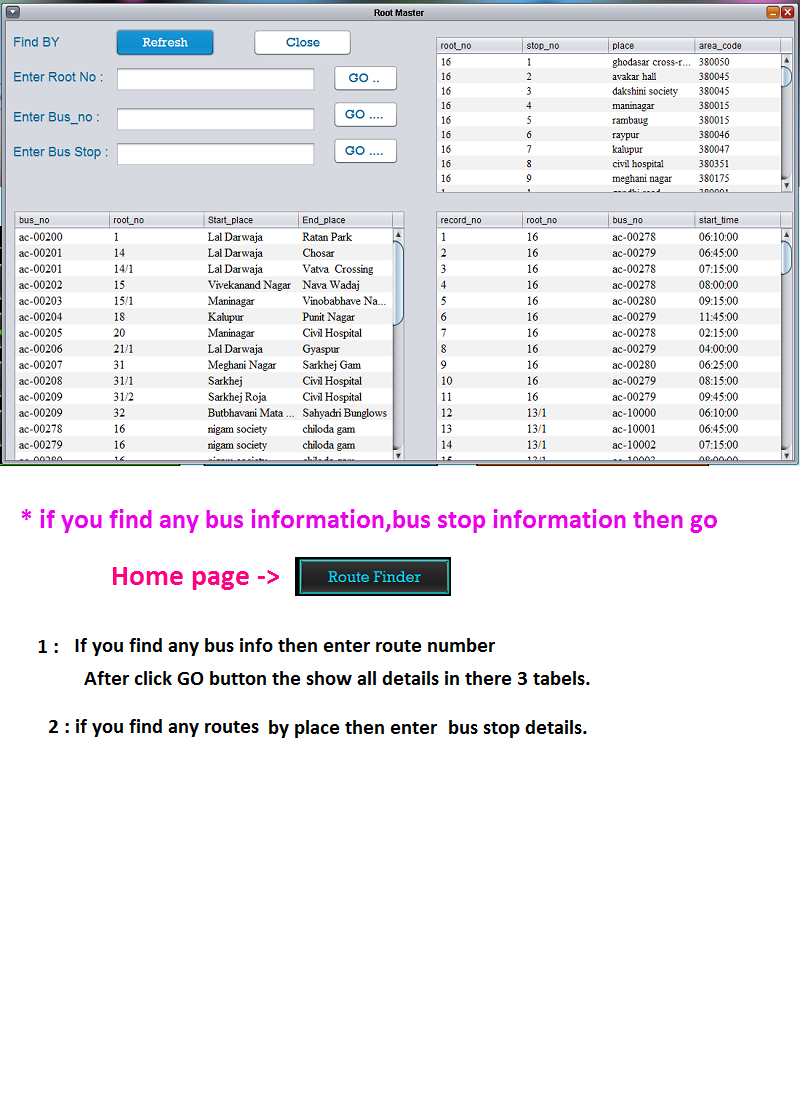 Root Master
Find BY
Refresh
Close
Enter Root No :
GO ..
Enter Bus_no :
GO ....
Enter Bus Stop :
GO ....
root_no stop_no place area_code
16 1 ghodasar cross-r... 380050
16 2 avakar hall 380045
16 3 dakshini society 380045
16 4 maninagar 380015
16 5 rambaug 380015
16 6 raypur 380046
16 7 kalupur 380047
16 8 civil hospital 380351
16 9 meghani nagar 380175
bus_no root_no Start_place End_place
ac-00200 1 Lal Darwaja Ratan Park
ac-00201 14 Lal Darwaja Chosar
ac-00201 14/1 Lal Darwaja Vatva Crossing
ac-00202 15 Vivekanand Nagar Nava Wadaj
ac-00203 15/1 Maninagar Vinobabhave Na...
ac-00204 18 Kalupur Punit Nagar
ac-00205 20 Maninagar Civil Hospital
ac-00206 21/1 Lal Darwaja Gyaspur
ac-00207 31 Meghani Nagar Sarkhej Gam
ac-00208 31/1 Sarkhej Civil Hospital
ac-00209 31/2 Sarkhej Roja Civil Hospital
ac-00209 32 Butbhavani Mata ... Sahyadri Bunglows
ac-00278 16 nigam society chiloda gam
ac-00279 16 nigam society chiloda gam
ac-00280 16 nigam society chiloda gam
record_no root_no bus_no start_time
1 16 ac-00278 06:10:00
2 16 ac-00279 06:45:00
3 16 ac-00278 07:15:00
4 16 ac-00278 08:00:00
5 16 ac-00280 09:15:00
6 16 ac-00279 11:45:00
7 16 ac-00278 02:15:00
8 16 ac-00279 04:00:00
9 16 ac-00280 06:25:00
10 16 ac-00279 08:15:00
11 16 ac-00279 09:45:00
12 13/1 ac-10000 06:10:00
13 13/1 ac-10001 06:45:00
14 13/1 ac-10002 07:15:00
15 13/1 ac-10003 08:00:00
* if you find any bus information,bus stop information then go
Home page -> Route Finder
1 : If you find any bus info then enter route number
After click GO button the show all details in there 3 tabels.
2 : if you find any routes by place then enter bus stop details.